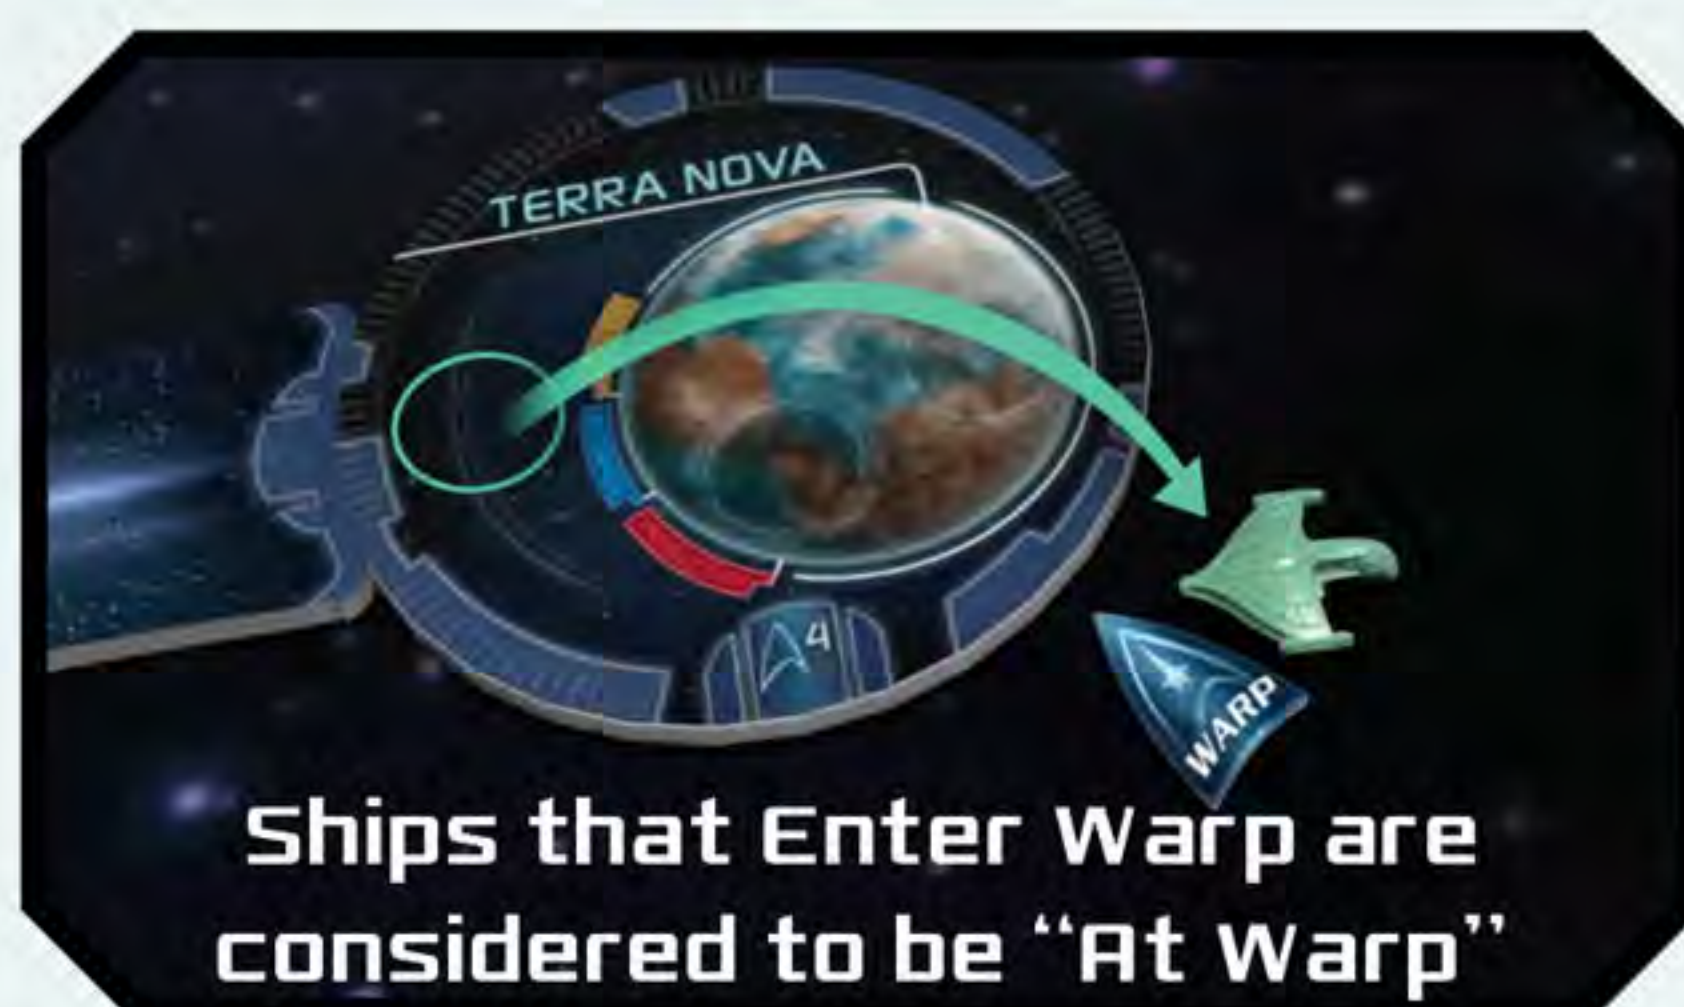 TERRA NOVA
4
WARP
Ships that Enter Warp are
considered to be “At Warp”